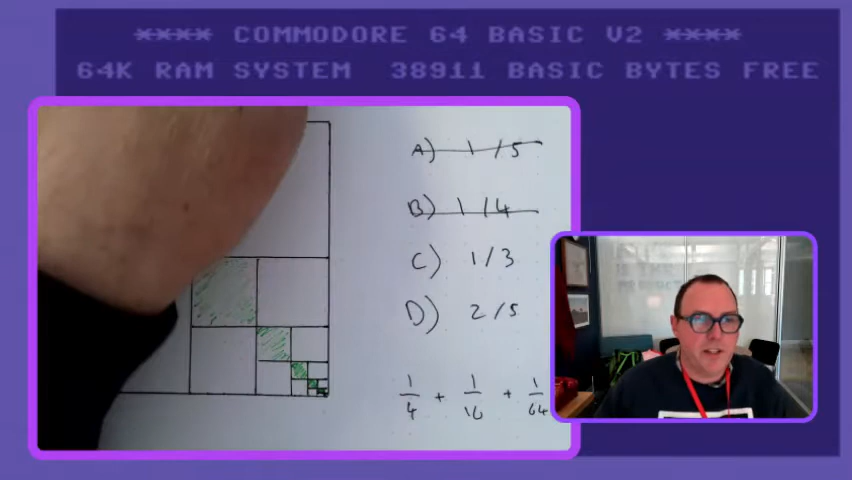 **** COMMODORE 64 BASIC V2 ****
64K RAM SYSTEM 38911 BASIC BYTES FREE
A) 1/5
B) 1/4
C) 1/3
D) 2/5
1/4 + 1/16 + 1/64